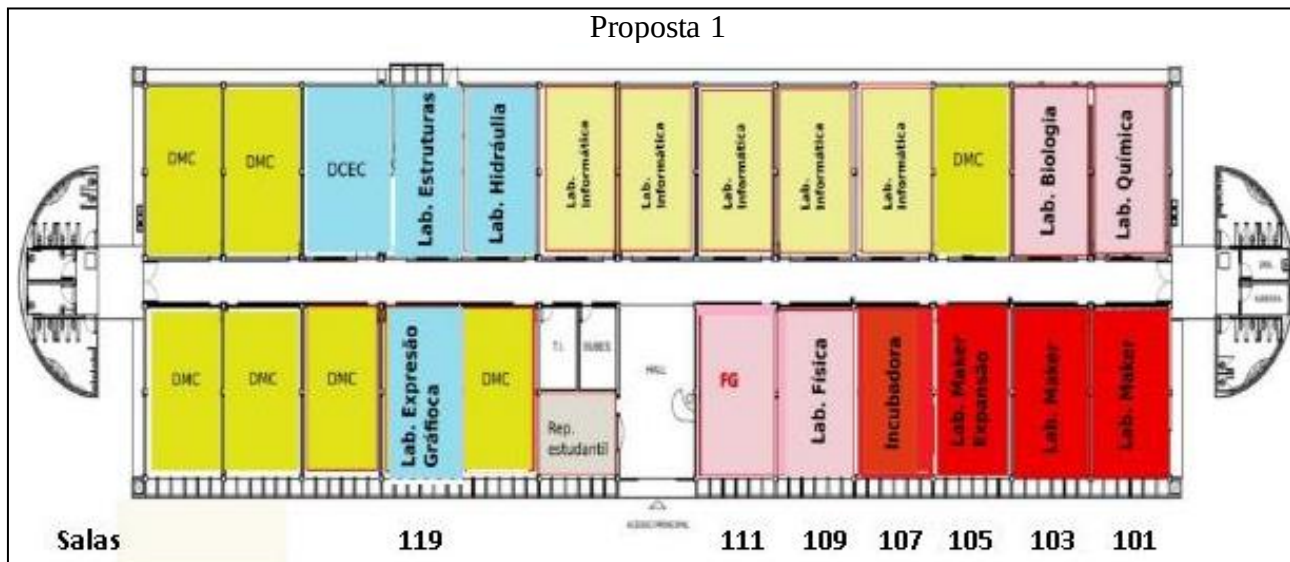 Proposta 1
DMC
DMC
DCEC
Lab. Estruturas
Lab. Hidráulia
Lab.
Informática
Lab.
Informática
Lab.
Informática
Lab.
Informática
Lab.
Informática
DMC
Lab. Biologia
Lab. Química
DMC
DMC
DMC
Lab. Expresão
Gráfioca
DMC
T.I.
Rep.
estudantil
HALL
FG
Lab. Física
Incubadora
Lab. Maker
Expansão
Lab. Maker
Lab. Maker
ACESSO PRINCIPAL
Salas 119 111 109 107 105 103 101